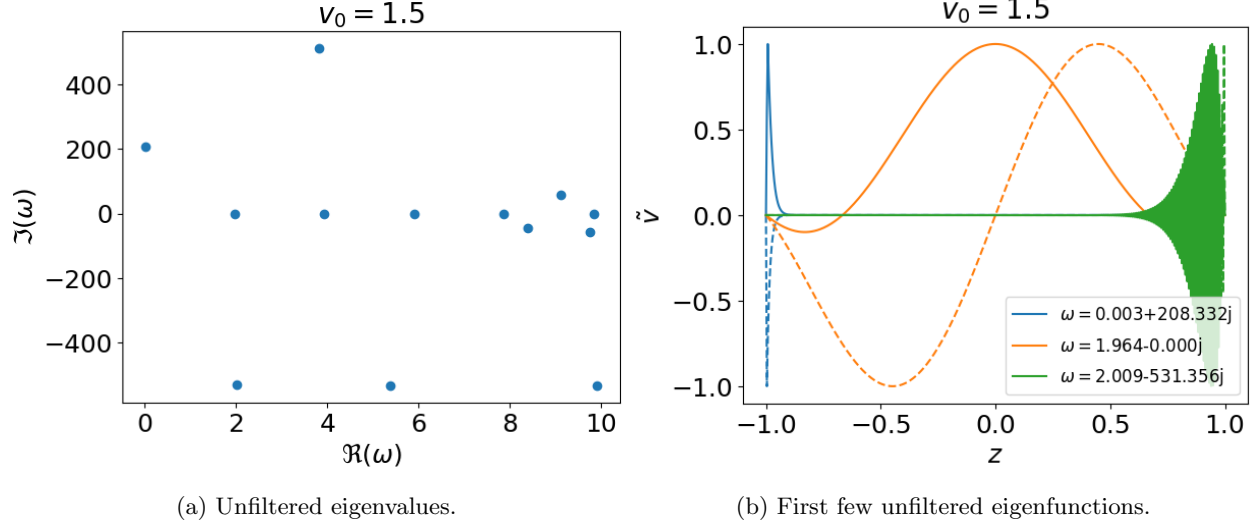 v_0 = 1.5
400
200
0
−200
−400
ℑ(ω)
0
2
4
6
8
10
ℜ(ω)
(a) Unfiltered eigenvalues.
v_0 = 1.5
1.0
0.5
0.0
−0.5
−1.0
ṽ
ω = 0.003+208.332j
ω = 1.964-0.000j
ω = 2.009-531.356j
−1.0
−0.5
0.0
0.5
1.0
z
(b) First few unfiltered eigenfunctions.